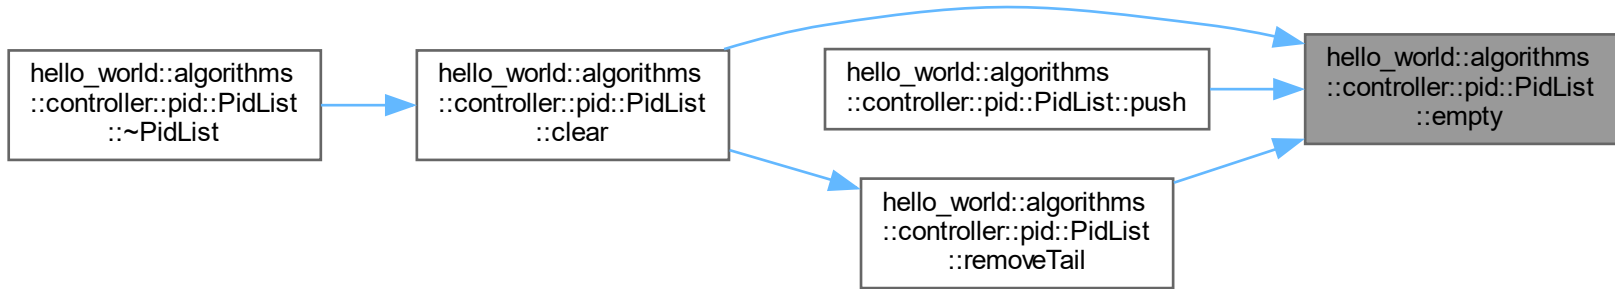 hello_world::algorithms
::controller::pid::PidList
::~PidList
hello_world::algorithms
::controller::pid::PidList
::clear
hello_world::algorithms
::controller::pid::PidList::push
hello_world::algorithms
::controller::pid::PidList
::removeTail
hello_world::algorithms
::controller::pid::PidList
::empty